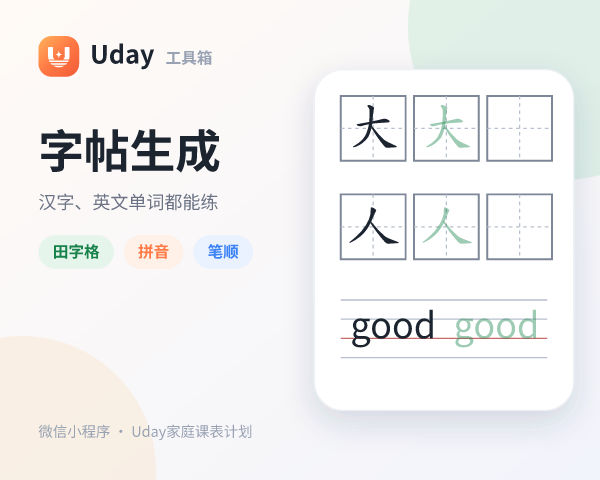 Uday 工具箱
字帖生成
汉字、英文单词都能练
田字格 拼音 笔顺
大 大
人 人
good good
微信小程序 · Uday家庭课表计划